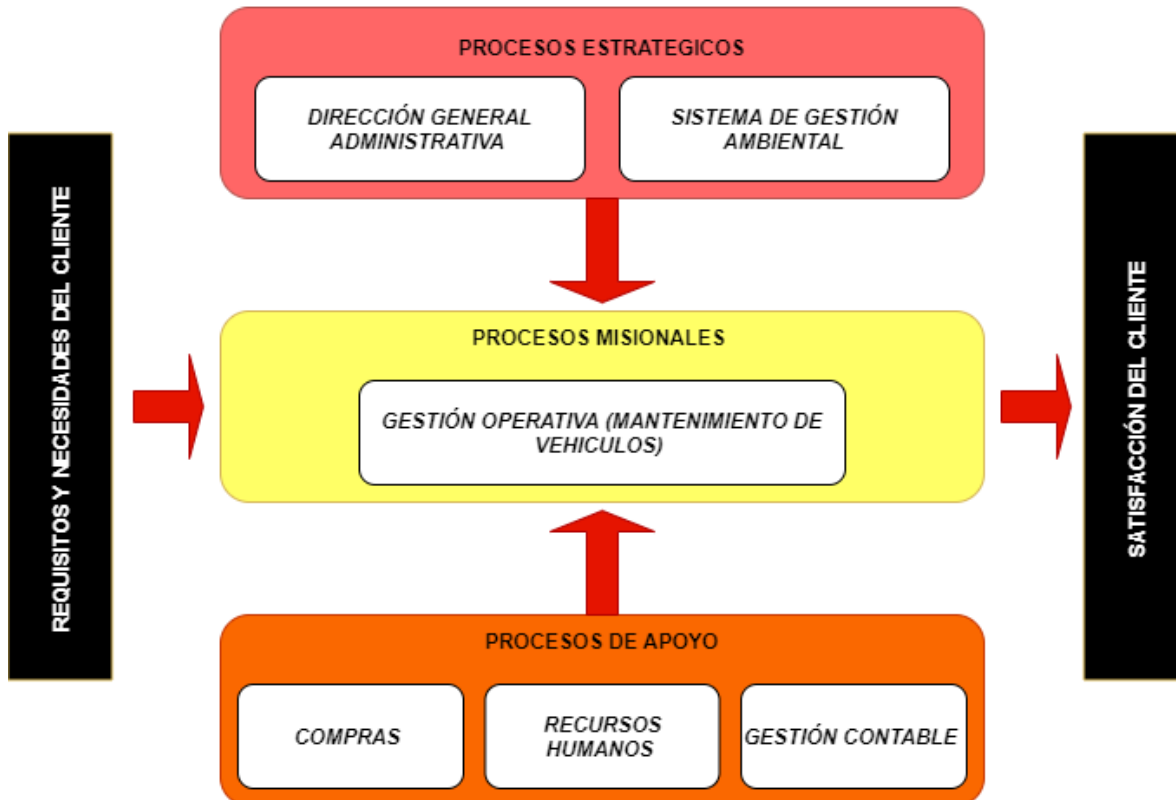 PROCESOS ESTRATEGICOS
DIRECCIÓN GENERAL
ADMINISTRATIVA
SISTEMA DE GESTIÓN
AMBIENTAL
REQUISITOS Y NECESIDADES DEL CLIENTE
PROCESOS MISIONALES
GESTIÓN OPERATIVA (MANTENIMIENTO DE
VEHICULOS)
SATISFACCIÓN DEL CLIENTE
PROCESOS DE APOYO
COMPRAS
RECURSOS
HUMANOS
GESTIÓN CONTABLE